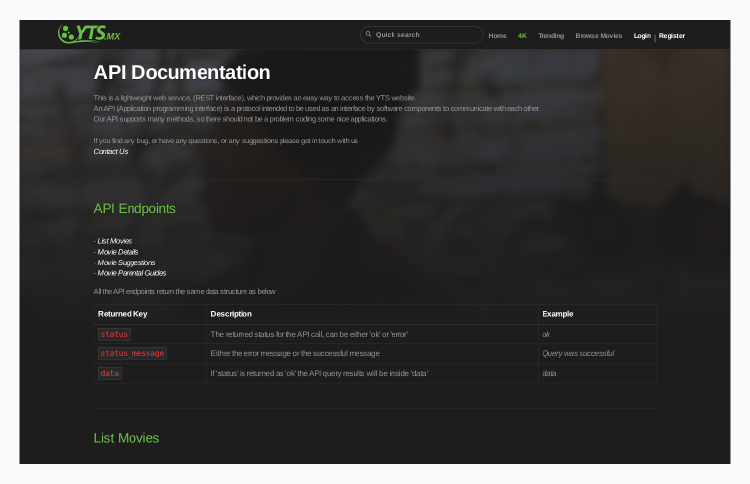 YTS.MX
Quick search
Home 4K Trending Browse Movies Login | Register
API Documentation
This is a lightweight web service, (REST interface), which provides an easy way to access the YTS website.
An API (Application programming interface) is a protocol intended to be used as an interface by software components to communicate with each other.
Our API supports many methods, so there should not be a problem coding some nice applications.
If you find any bug, or have any questions, or any suggestions please get in touch with us
Contact Us
API Endpoints
- List Movies
- Movie Details
- Movie Suggestions
- Movie Parental Guides
All the API endpoints return the same data structure as below
Returned Key Description Example
status The returned status for the API call, can be either 'ok' or 'error' ok
status_message Either the error message or the successful message Query was successful
data If 'status' is returned as 'ok' the API query results will be inside 'data' data
List Movies